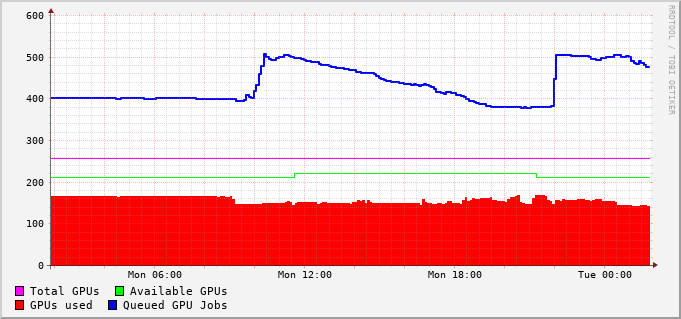 RRDTOOL / TOBI OETIKER
600
500
400
300
200
100
0
Mon 06:00 Mon 12:00 Mon 18:00 Tue 00:00
Total GPUs Available GPUs
GPUs used Queued GPU Jobs